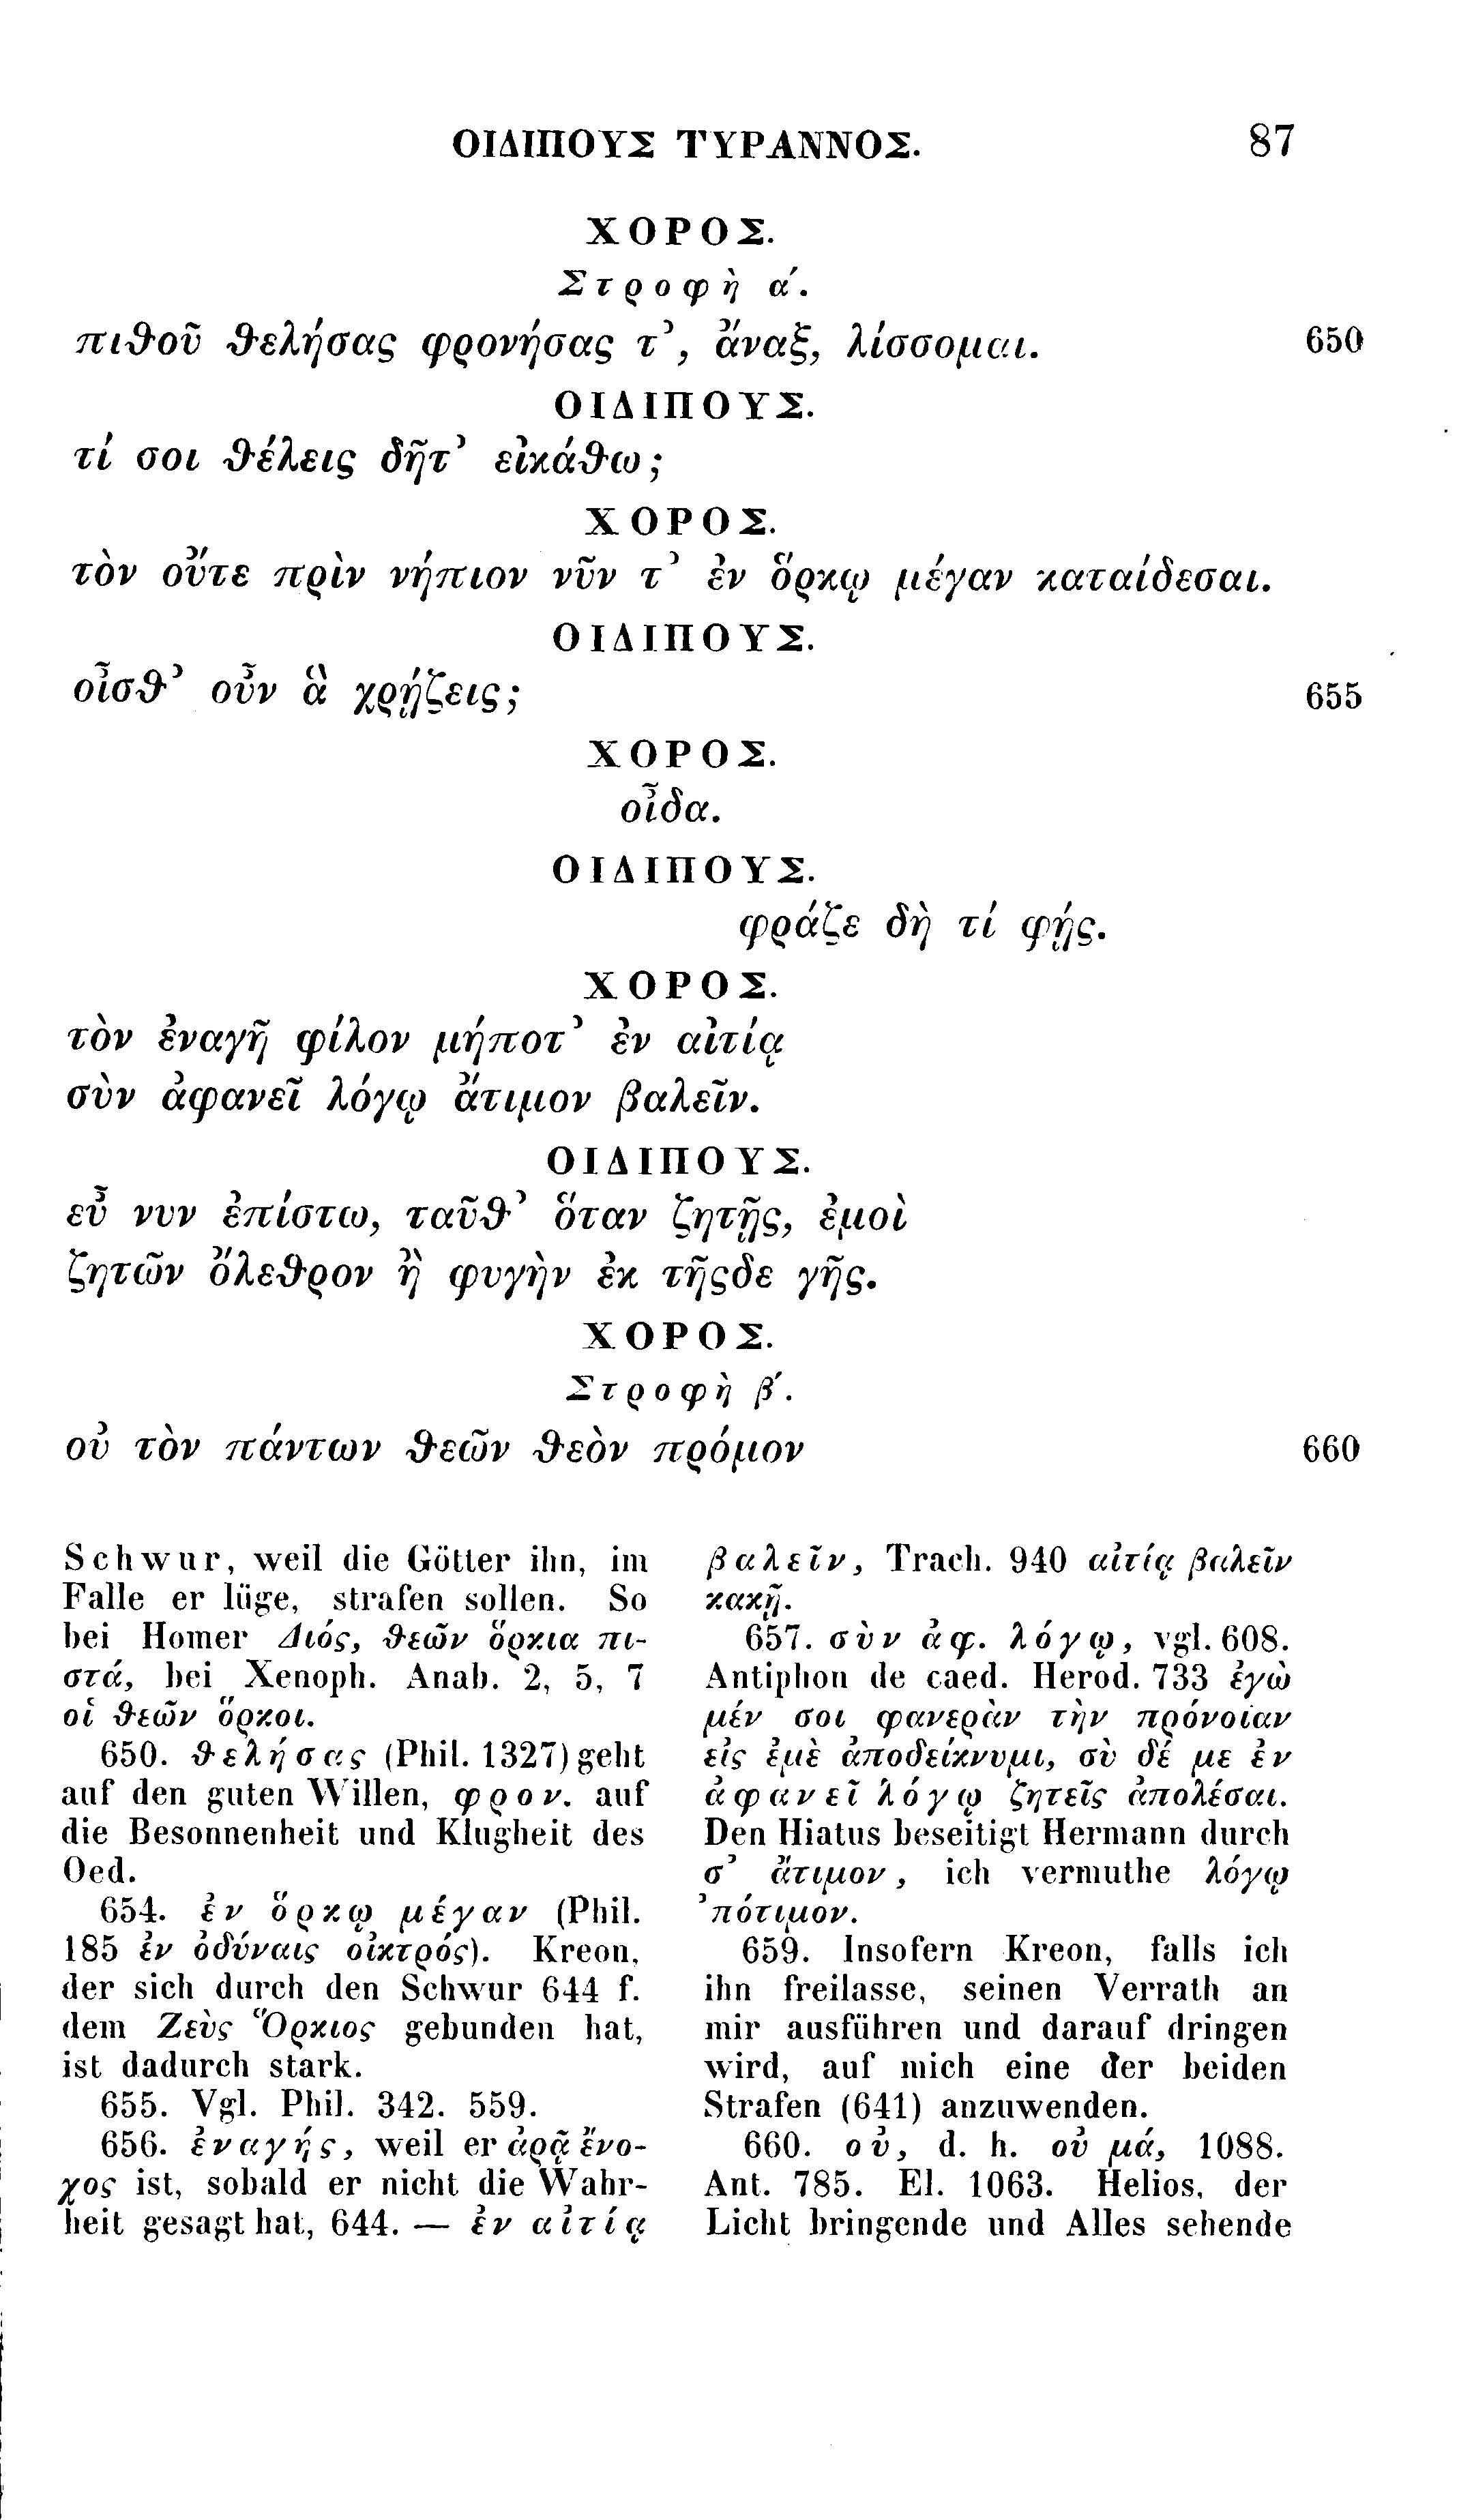 ΟΙΔΙΠΟΥΣ ΤΥΡΑΝΝΟΣ. 87
ΧΟΡΟΣ.
Στροφὴ α΄.
πιθοῦ θελήσας φρονήσας τ’, ἄναξ, λίσσομαι. 650
ΟΙΔΙΠΟΥΣ.
τί σοι θέλεις δῆτ’ εἰκάθω;
ΧΟΡΟΣ.
τὸν οὔτε πρὶν νήπιον νῦν τ’ ἐν ὅρκῳ μέγαν καταίδεσαι.
ΟΙΔΙΠΟΥΣ.
οἶσθ’ οὖν ἃ χρῄζεις; 655
ΧΟΡΟΣ.
οἶδα.
ΟΙΔΙΠΟΥΣ.
φράζε δὴ τί φῄς.
ΧΟΡΟΣ.
τὸν ἐναγῆ φίλον μήποτ’ ἐν αἰτίᾳ
σὺν ἀφανεῖ λόγῳ ἄτιμον βαλεῖν.
ΟΙΔΙΠΟΥΣ.
εὖ νυν ἐπίστω, ταῦθ’ ὅταν ζητῇς, ἐμοὶ
ζητῶν ὄλεθρον ἢ φυγὴν ἐκ τῆςδε γῆς.
ΧΟΡΟΣ.
Στροφὴ β΄.
οὐ τὸν πάντων θεῶν θεὸν πρόμον 660
Schwur, weil die Götter ihn, im
Falle er lüge, strafen sollen. So
bei Homer Διός, θεῶν ὅρκια πι-
στά, bei Xenoph. Anab. 2, 5, 7
οἱ θεῶν ὅρκοι.
650. θελήσας (Phil. 1327) geht
auf den guten Willen, φρον. auf
die Besonnenheit und Klugheit des
Oed.
654. ἐν ὅρκῳ μέγαν (Phil.
185 ἐν ὀδύναις οἰκτρός). Kreon,
der sich durch den Schwur 644 f.
dem Ζεὺς Ὅρκιος gebunden hat,
ist dadurch stark.
655. Vgl. Phil. 342. 559.
656. ἐναγής, weil er ἀρᾷ ἔνο-
χος ist, sobald er nicht die Wahr-
heit gesagt hat, 644. — ἐν αἰτίᾳ
βαλεῖν, Trach. 940 αἰτίᾳ βαλεῖν
κακῇ.
657. σὺν ἀφ. λόγῳ, vgl. 608.
Antiphon de caed. Herod. 733 ἐγὼ
μέν σοι φανερὰν τὴν πρόνοιαν
εἰς ἐμὲ ἀποδείκνυμι, σὺ δέ με ἐν
ἀφανεῖ λόγῳ ζητεῖς ἀπολέσαι.
Den Hiatus beseitigt Hermann durch
σ’ ἄτιμον, ich vermuthe λόγῳ
’πότιμον.
659. Insofern Kreon, falls ich
ihn freilasse, seinen Verrath an
mir ausführen und darauf dringen
wird, auf mich eine der beiden
Strafen (641) anzuwenden.
660. οὐ, d. h. οὐ μά, 1088.
Ant. 785. El. 1063. Helios, der
Licht bringende und Alles sehende